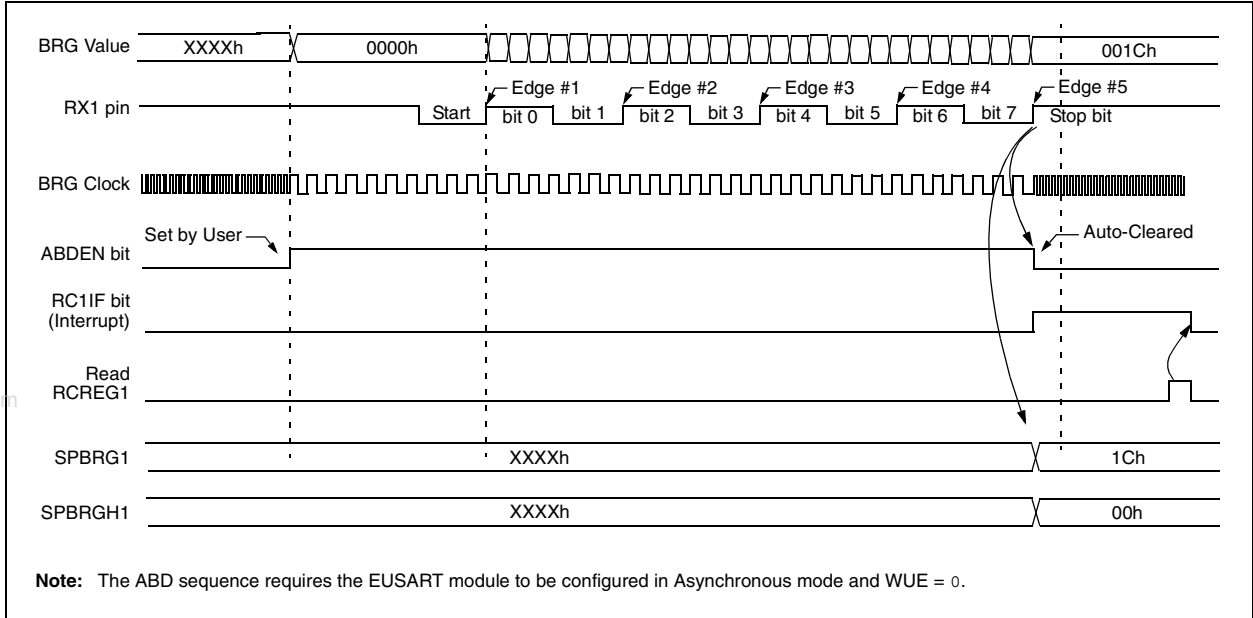 BRG Value XXXXh 0000h 001Ch
Edge #1 Edge #2 Edge #3 Edge #4 Edge #5
RX1 pin Start bit 0 bit 1 bit 2 bit 3 bit 4 bit 5 bit 6 bit 7 Stop bit
BRG Clock
Set by User Auto-Cleared
ABDEN bit
RC1IF bit
(Interrupt)
Read
RCREG1
m
SPBRG1 XXXXh 1Ch
SPBRGH1 XXXXh 00h
Note: The ABD sequence requires the EUSART module to be configured in Asynchronous mode and WUE = 0.